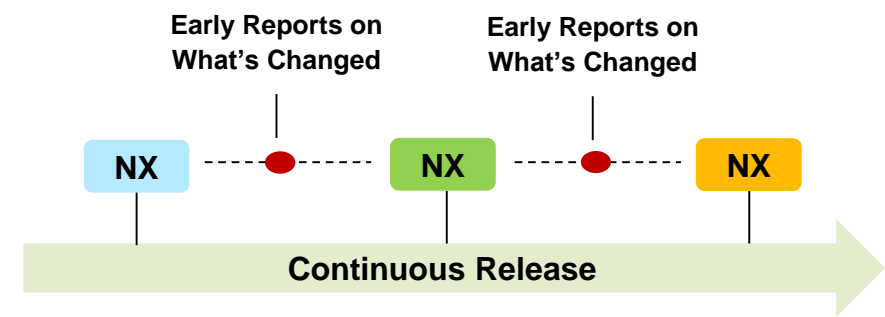 Early Reports on
What's Changed
Early Reports on
What's Changed
NX
NX
NX
Continuous Release